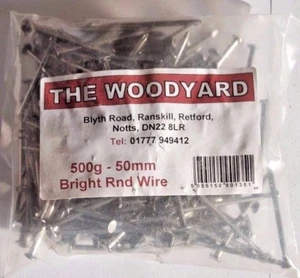 THE WOODYARD
Blyth Road, Ranskill, Retford,
Notts, DN22 8LR
Tel: 01777 949412
500g - 50mm
Bright Rnd Wire